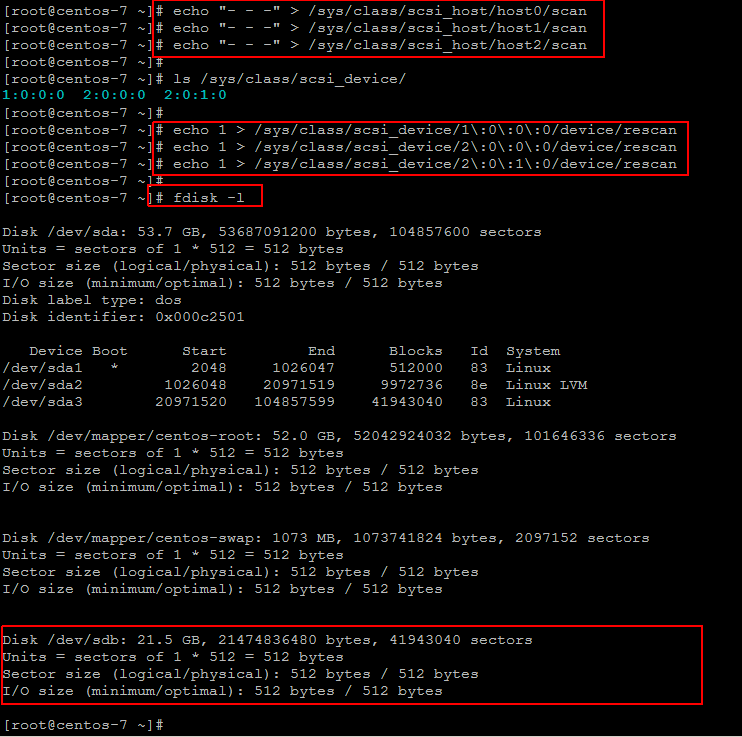 [root@centos-7 ~]# echo "- - -" > /sys/class/scsi_host/host0/scan
[root@centos-7 ~]# echo "- - -" > /sys/class/scsi_host/host1/scan
[root@centos-7 ~]# echo "- - -" > /sys/class/scsi_host/host2/scan
[root@centos-7 ~]#
[root@centos-7 ~]# ls /sys/class/scsi_device/
1:0:0:0  2:0:0:0  2:0:1:0
[root@centos-7 ~]#
[root@centos-7 ~]# echo 1 > /sys/class/scsi_device/1\:0\:0\:0/device/rescan
[root@centos-7 ~]# echo 1 > /sys/class/scsi_device/2\:0\:0\:0/device/rescan
[root@centos-7 ~]# echo 1 > /sys/class/scsi_device/2\:0\:1\:0/device/rescan
[root@centos-7 ~]#
[root@centos-7 ~]# fdisk -l
Disk /dev/sda: 53.7 GB, 53687091200 bytes, 104857600 sectors
Units = sectors of 1 * 512 = 512 bytes
Sector size (logical/physical): 512 bytes / 512 bytes
I/O size (minimum/optimal): 512 bytes / 512 bytes
Disk label type: dos
Disk identifier: 0x000c2501
   Device Boot      Start         End      Blocks   Id  System
/dev/sda1   *        2048     1026047      512000   83  Linux
/dev/sda2         1026048    20971519     9972736   8e  Linux LVM
/dev/sda3        20971520   104857599    41943040   83  Linux
Disk /dev/mapper/centos-root: 52.0 GB, 52042924032 bytes, 101646336 sectors
Units = sectors of 1 * 512 = 512 bytes
Sector size (logical/physical): 512 bytes / 512 bytes
I/O size (minimum/optimal): 512 bytes / 512 bytes
Disk /dev/mapper/centos-swap: 1073 MB, 1073741824 bytes, 2097152 sectors
Units = sectors of 1 * 512 = 512 bytes
Sector size (logical/physical): 512 bytes / 512 bytes
I/O size (minimum/optimal): 512 bytes / 512 bytes
Disk /dev/sdb: 21.5 GB, 21474836480 bytes, 41943040 sectors
Units = sectors of 1 * 512 = 512 bytes
Sector size (logical/physical): 512 bytes / 512 bytes
I/O size (minimum/optimal): 512 bytes / 512 bytes
[root@centos-7 ~]#